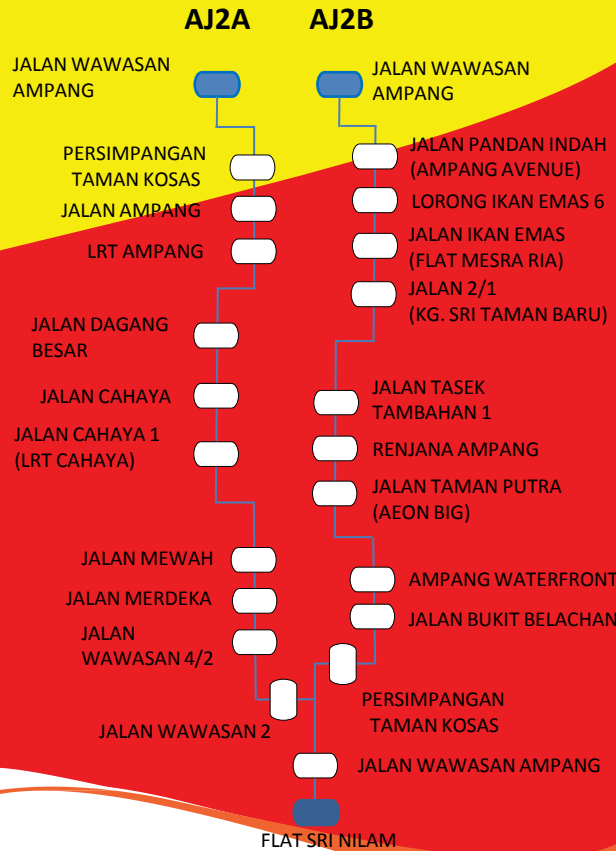 AJ2A
AJ2B
JALAN WAWASAN
AMPANG
PERSIMPANGAN
TAMAN KOSAS
JALAN AMPANG
LRT AMPANG
JALAN DAGANG
BESAR
JALAN CAHAYA
JALAN CAHAYA 1
(LRT CAHAYA)
JALAN MEWAH
JALAN MERDEKA
JALAN
WAWASAN 4/2
JALAN WAWASAN 2
JALAN WAWASAN
AMPANG
JALAN PANDAN INDAH
(AMPANG AVENUE)
LORONG IKAN EMAS 6
JALAN IKAN EMAS
(FLAT MESRA RIA)
JALAN 2/1
(KG. SRI TAMAN BARU)
JALAN TASEK
TAMBAHAN 1
RENJANA AMPANG
JALAN TAMAN PUTRA
(AEON BIG)
AMPANG WATERFRONT
JALAN BUKIT BELACHAN
PERSIMPANGAN
TAMAN KOSAS
JALAN WAWASAN AMPANG
FLAT SRI NILAM